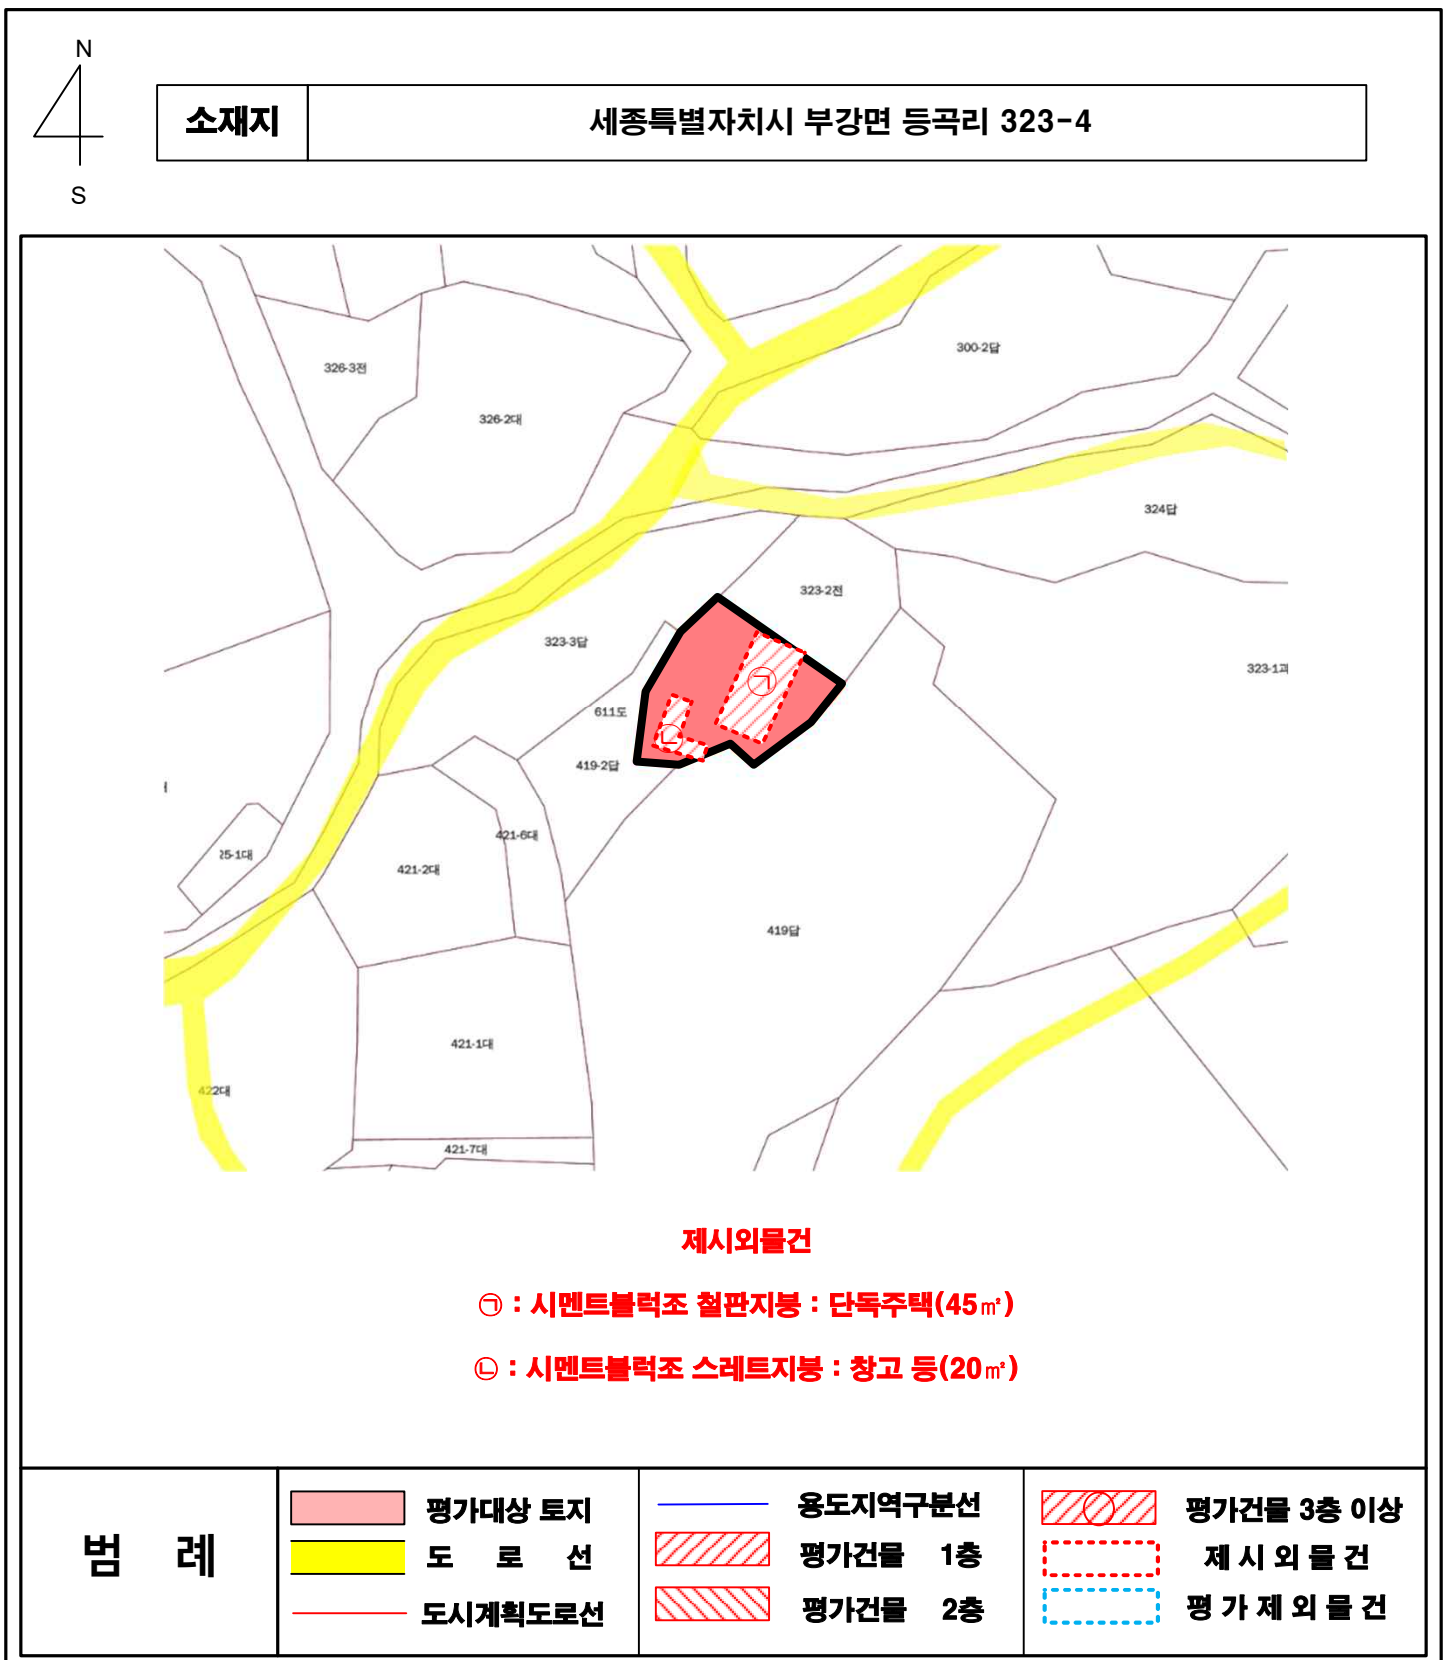 N
S
소재지
세종특별자치시 부강면 등곡리 323-4
300-2답
326-3전
326-2대
324답
323-2전
323-3답
323-1과
ㄱ
611도
ㄴ
419-2답
421-6대
25-1대
421-2대
419답
421-1대
422대
421-7대
제시외물건
㉠ : 시멘트블럭조 철판지붕 : 단독주택(45㎡)
㉡ : 시멘트블럭조 스레트지붕 : 창고 등(20㎡)
범 례
평가대상 토지
도 로 선
도시계획도로선
용도지역구분선
평가건물 1층
평가건물 2층
평가건물 3층 이상
제 시 외 물 건
평 가 제 외 물 건